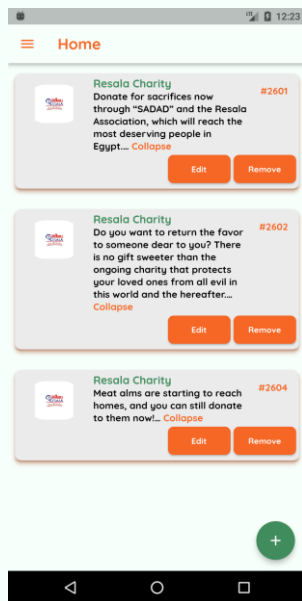 12:23
Home
Resala Charity
#2601
Donate for sacrifices now
through “SADAD” and the Resala
Association, which will reach the
most deserving people in
Egypt.... Collapse
Edit
Remove
Resala Charity
#2602
Do you want to return the favor
to someone dear to you? There
is no gift sweeter than the
ongoing charity that protects
your loved ones from all evil in
this world and the hereafter....
Collapse
Edit
Remove
Resala Charity
#2604
Meat alms are starting to reach
homes, and you can still donate
to them now!... Collapse
Edit
Remove
+